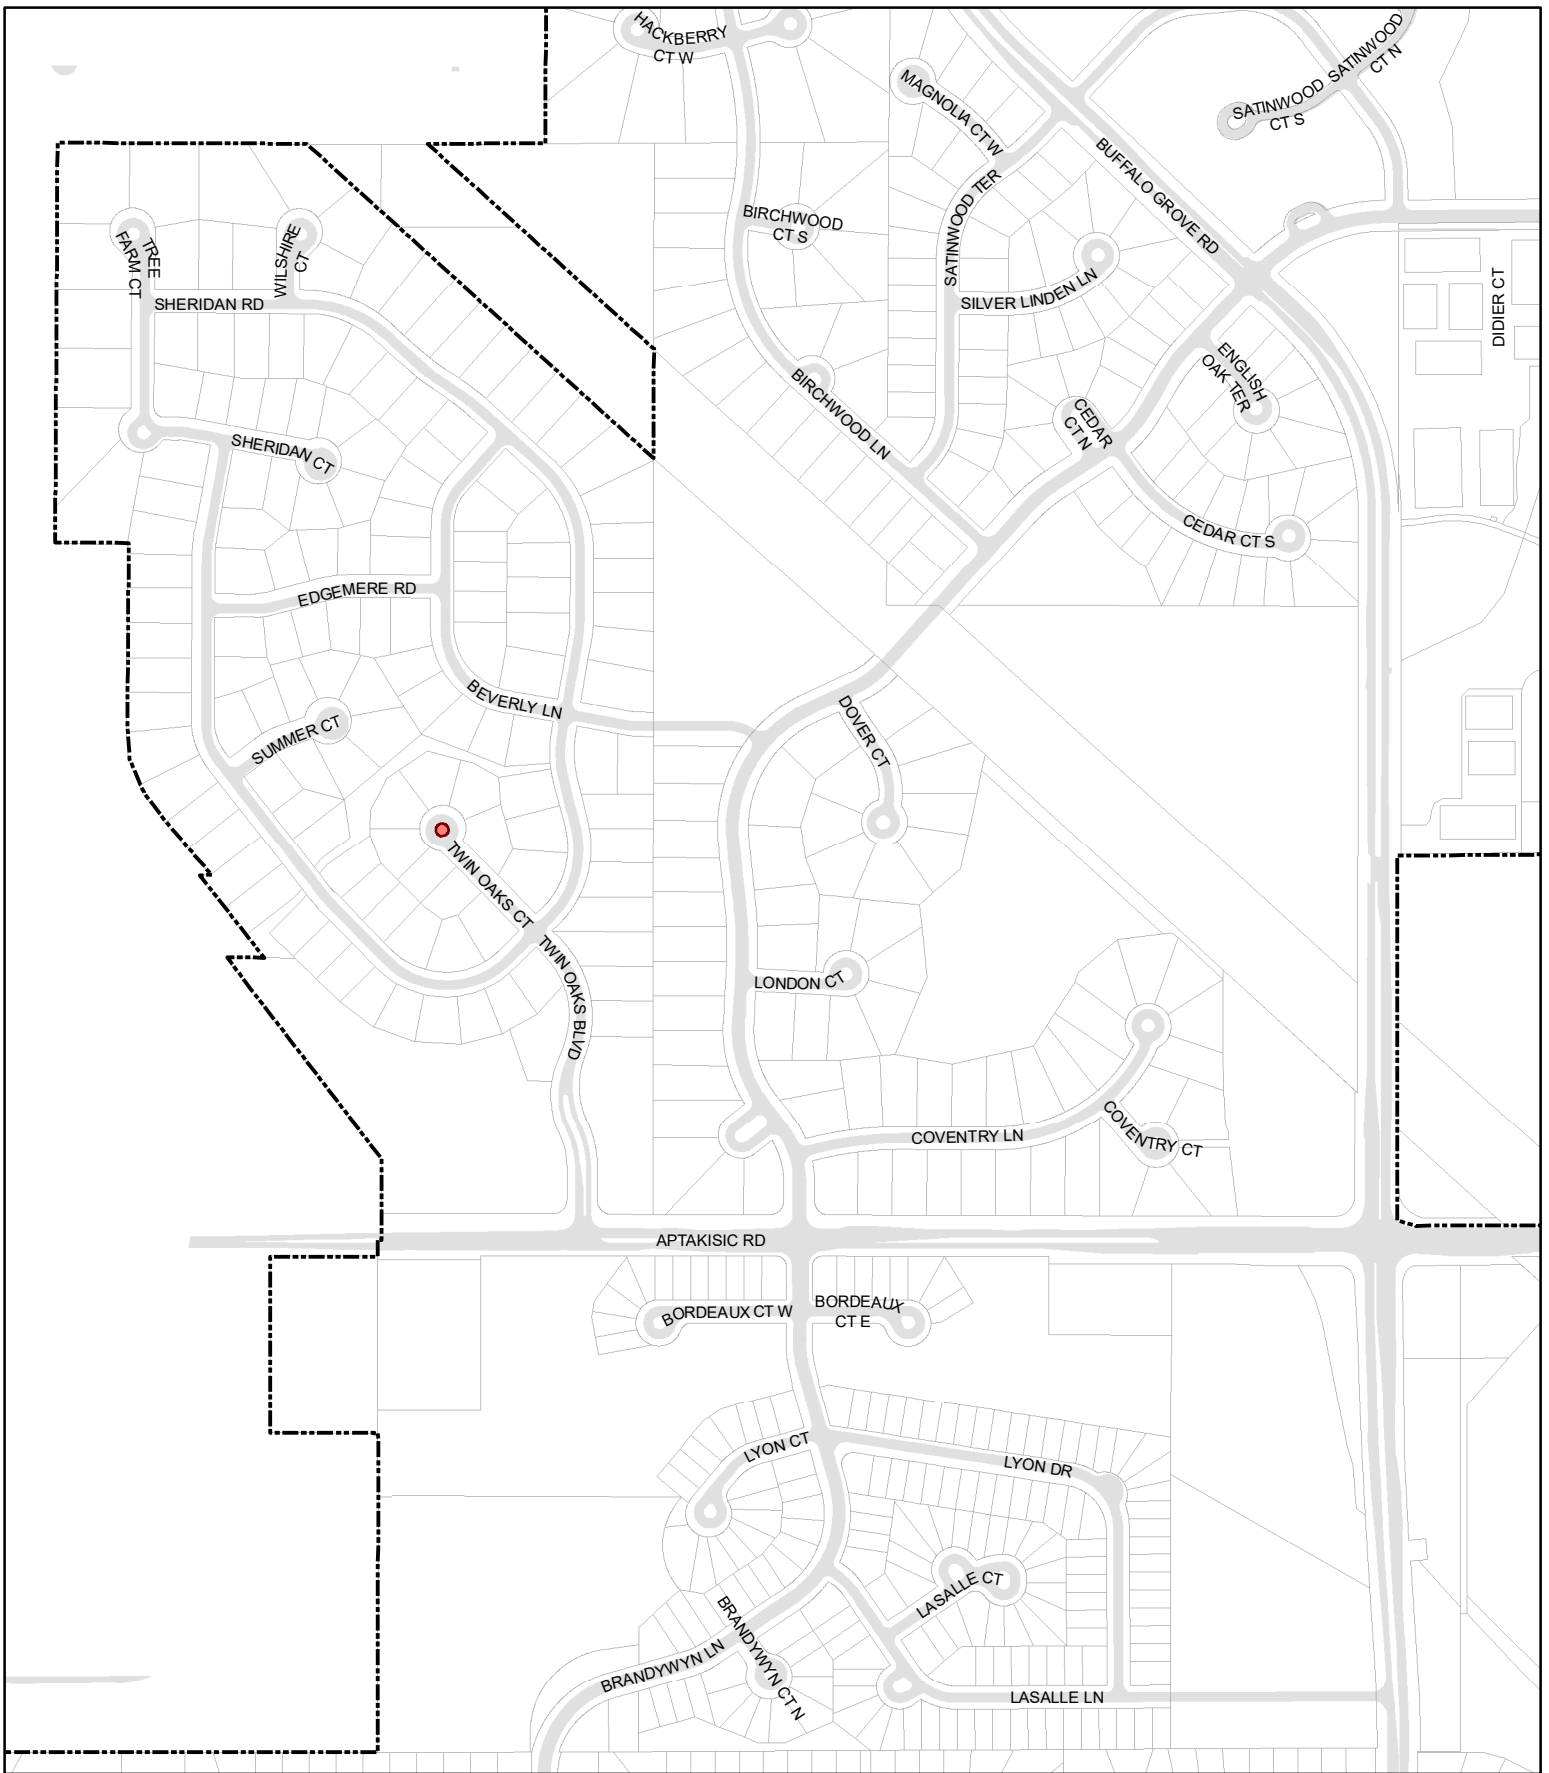 HACKBERRY
CT W
MAGNOLIA CT W
SATINWOOD
CT N
SATINWOOD
CT S
BUFFALO GROVE RD
SATINWOOD TER
BIRCHWOOD
CT S
TREE
FARM CT
WILSHIRE
CT
SHERIDAN RD
SILVER LINDEN LN
DIDIER CT
ENGLISH
OAK TER
BIRCHWOOD LN
CEDAR
CT N
SHERIDAN CT
CEDAR CT S
EDGEMERE RD
BEVERLY LN
DOVER CT
SUMMER CT
TWIN OAKS CT
TWIN OAKS BLVD
LONDON CT
COVENTRY LN
COVENTRY CT
APTAKISIC RD
BORDEAUX CT W
BORDEAUX
CT E
LYON CT
LYON DR
LASALLE CT
BRANDYWYN LN
BRANDYWYN CT N
LASALLE LN